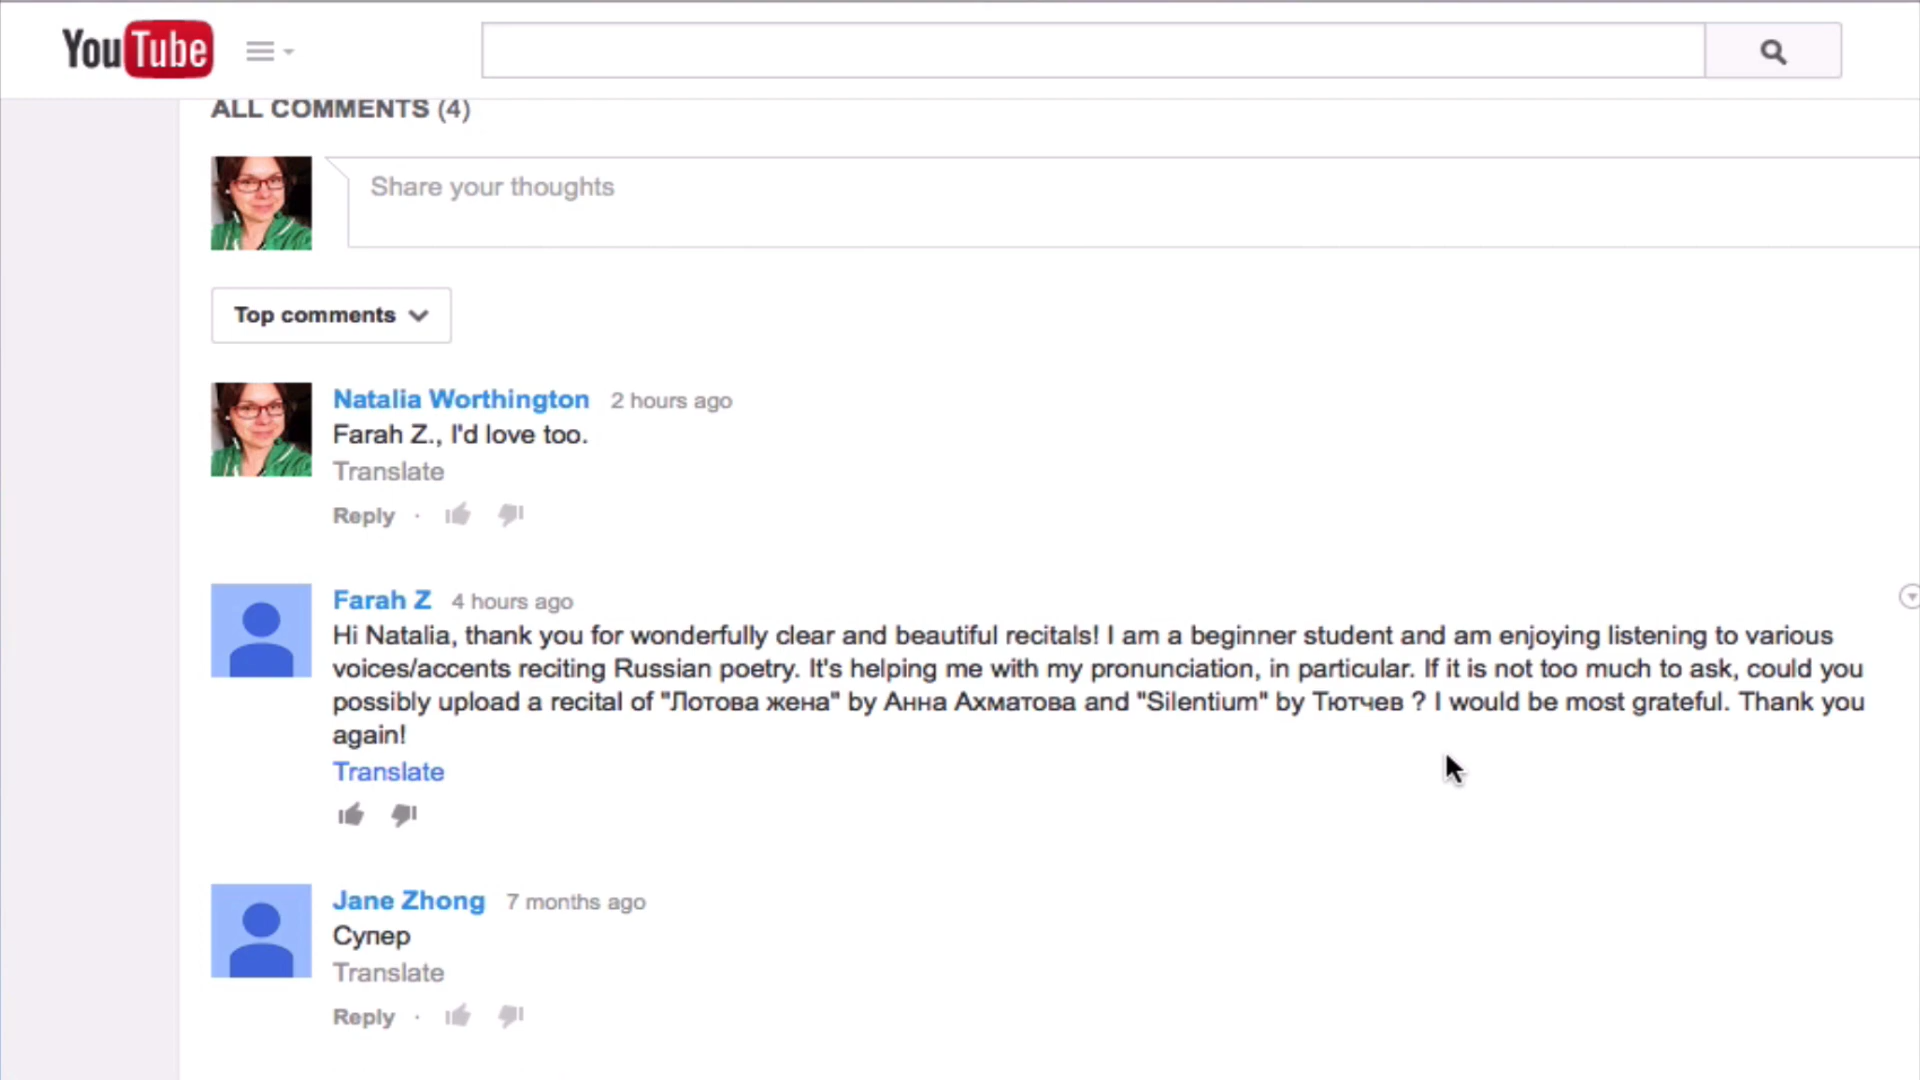 YouTube
ALL COMMENTS (4)
Share your thoughts
Top comments
Natalia Worthington 2 hours ago
Farah Z., I'd love too.
Translate
Reply ·
Farah Z 4 hours ago
Hi Natalia, thank you for wonderfully clear and beautiful recitals! I am a beginner student and am enjoying listening to various
voices/accents reciting Russian poetry. It's helping me with my pronunciation, in particular. If it is not too much to ask, could you
possibly upload a recital of "Лотова жена" by Анна Ахматова and "Silentium" by Тютчев ? I would be most grateful. Thank you
again!
Translate
Jane Zhong 7 months ago
Супер
Translate
Reply ·